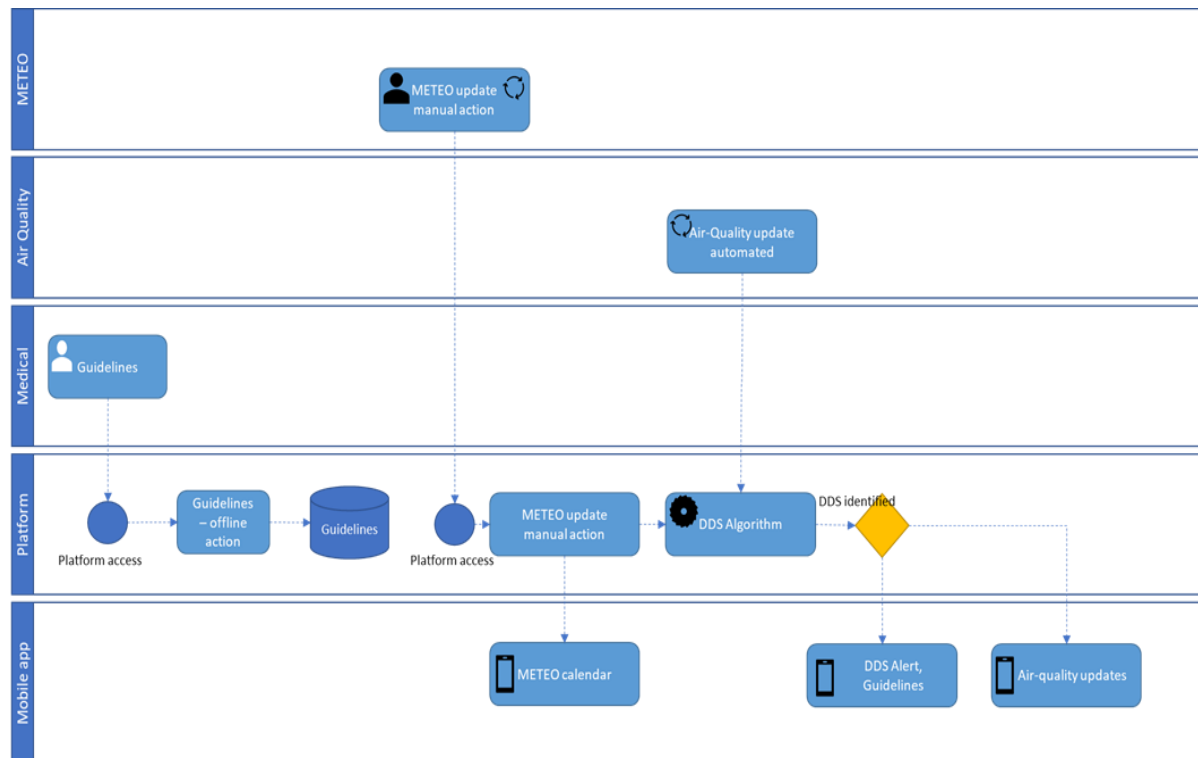 METEO
METEO update
manual action
Air Quality
Air-Quality update
automated
Medical
Guidelines
Platform
Platform access
Guidelines
– offline
action
Guidelines
Platform access
METEO update
manual action
DDS Algorithm
DDS identified
Mobile app
METEO calendar
DDS Alert,
Guidelines
Air-quality updates